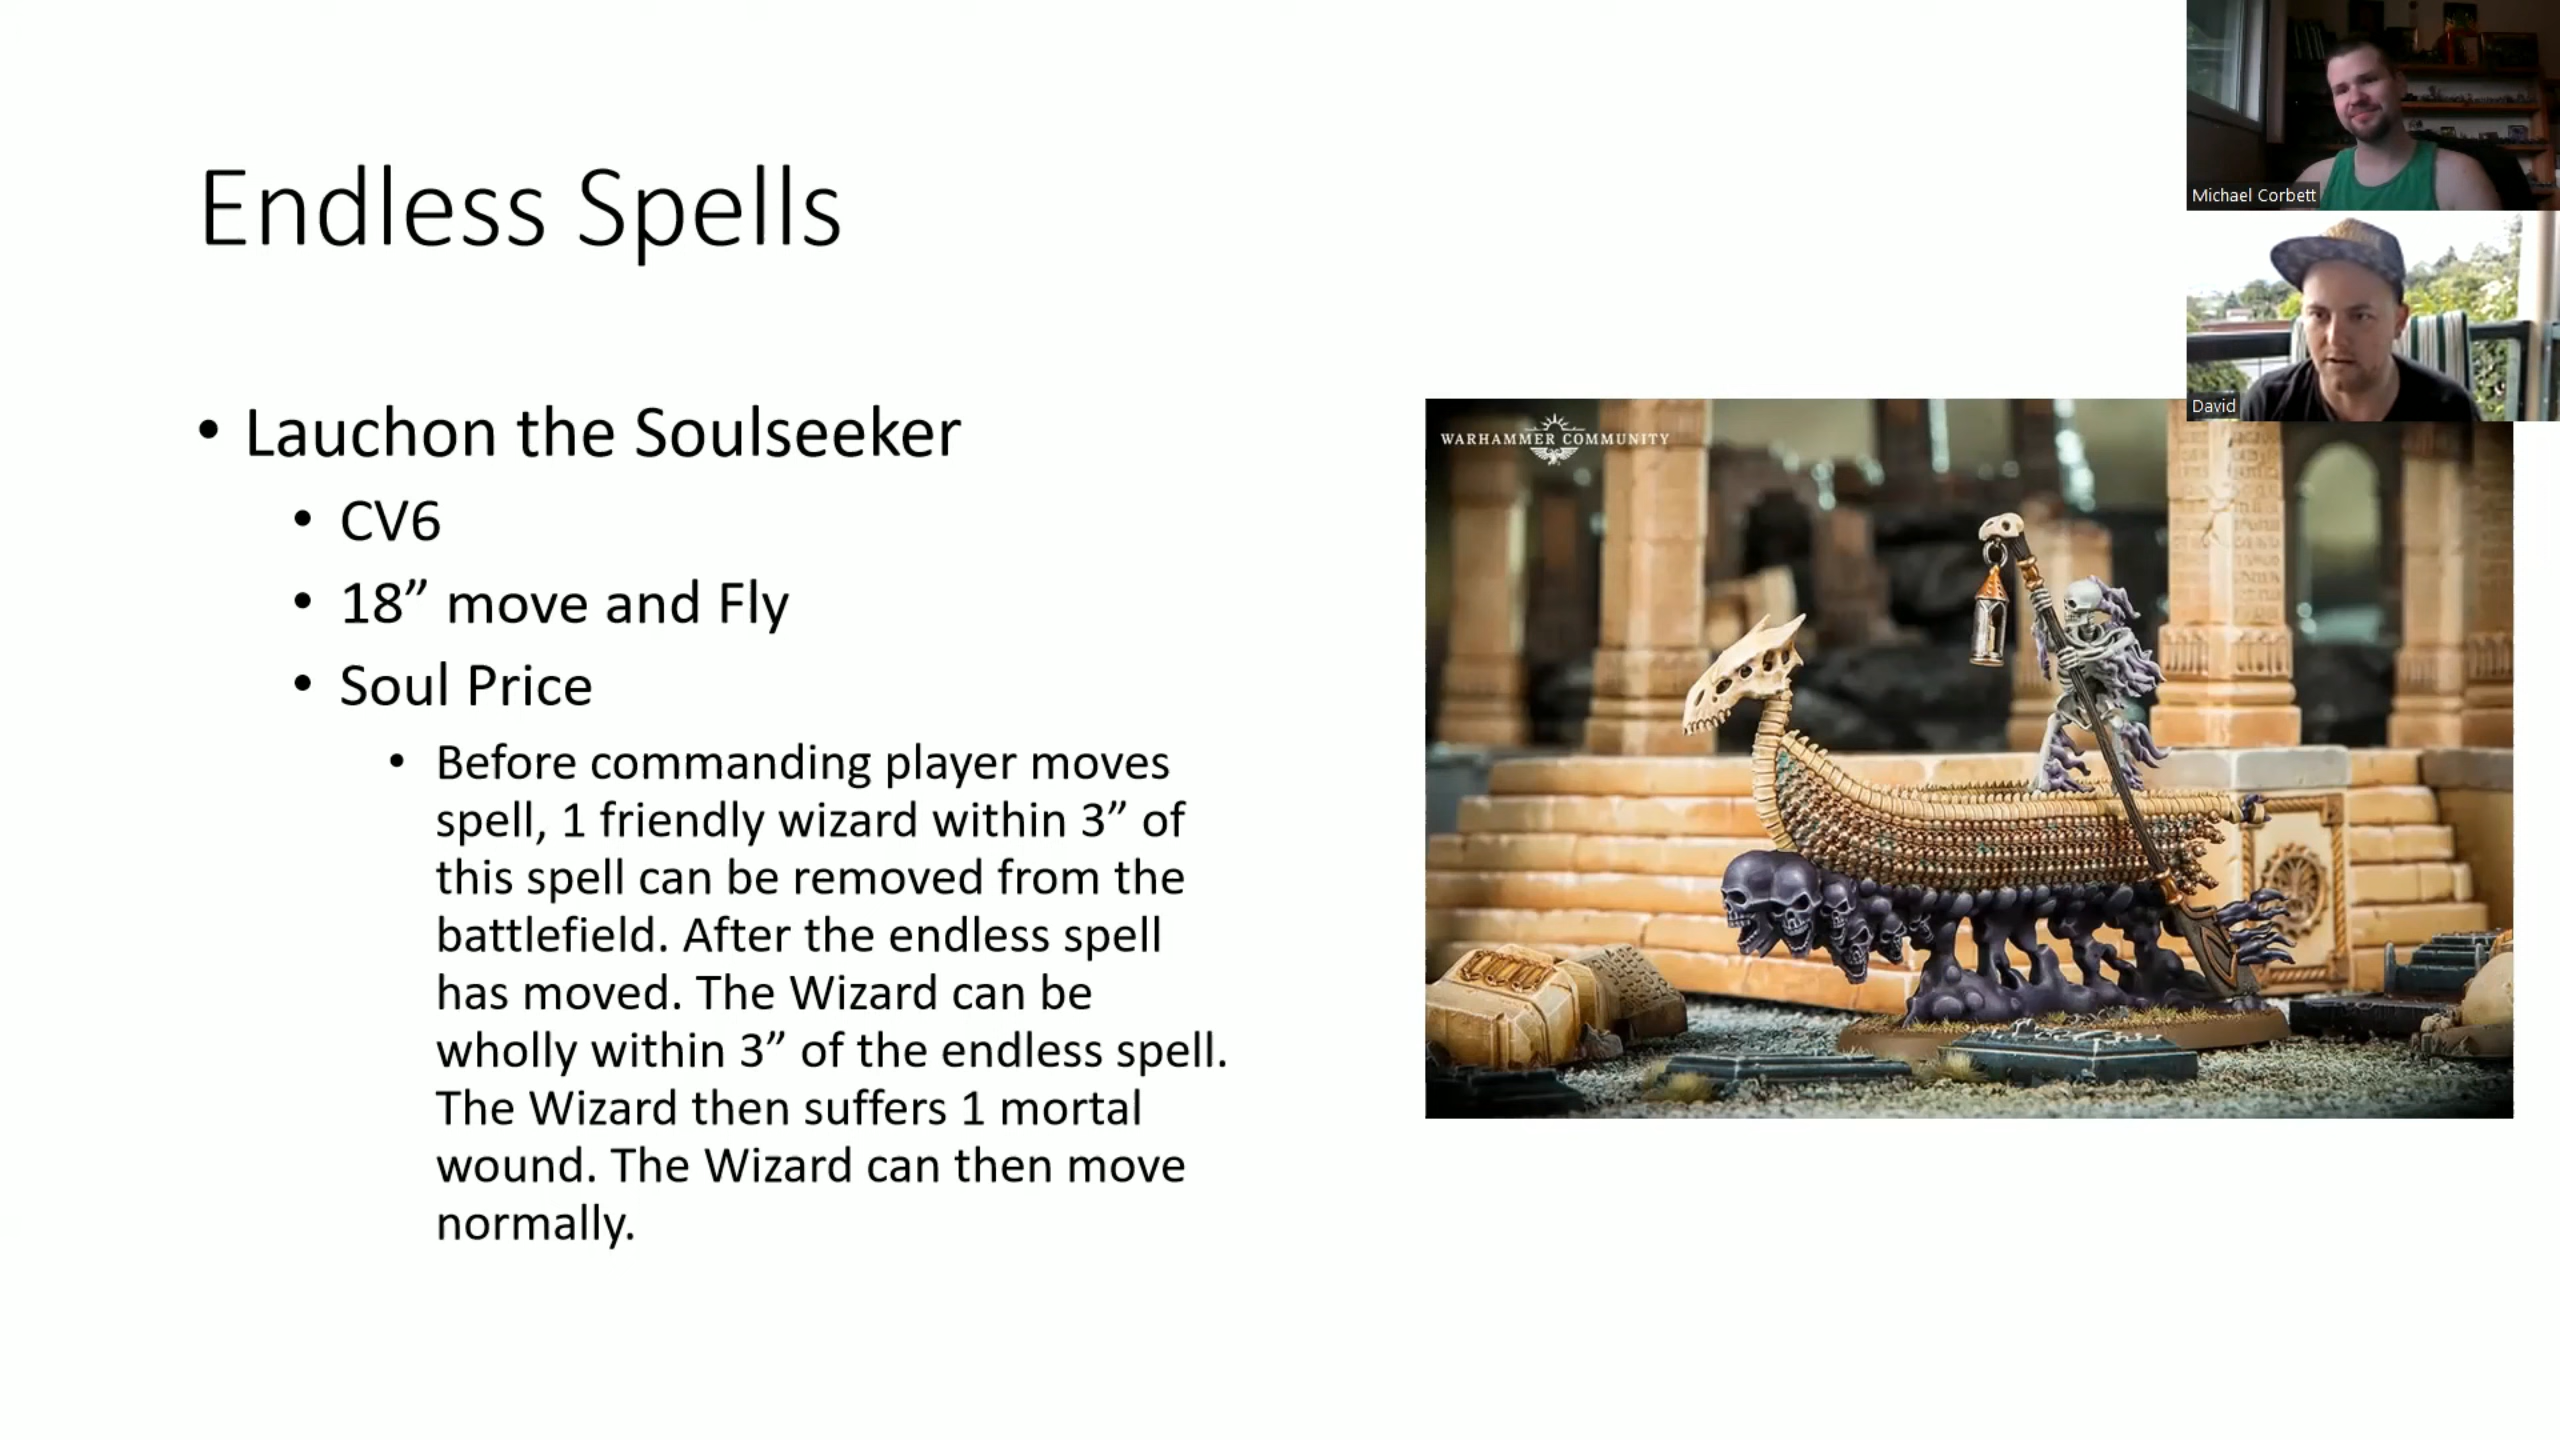 Endless Spells
• Lauchon the Soulseeker
• CV6
• 18” move and Fly
• Soul Price
• Before commanding player moves
spell, 1 friendly wizard within 3” of
this spell can be removed from the
battlefield. After the endless spell
has moved. The Wizard can be
wholly within 3” of the endless spell.
The Wizard then suffers 1 mortal
wound. The Wizard can then move
normally.
Michael Corbett
David
WARHAMMER COMMUNITY